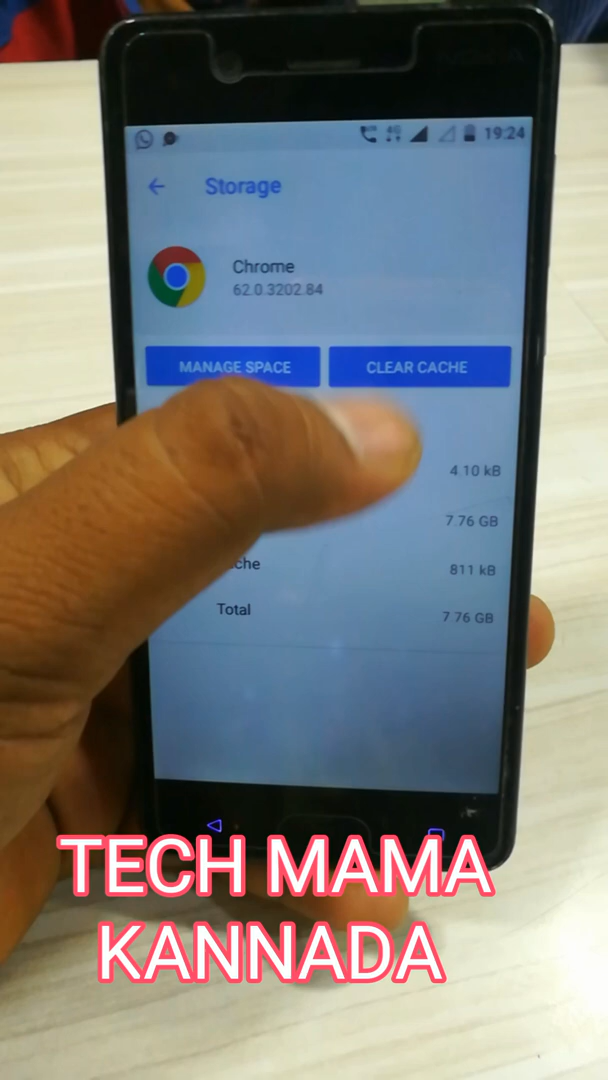 19:24
Storage
Chrome
62.0.3202.84
MANAGE SPACE CLEAR CACHE
4.10 kB
7.76 GB
che 811 kB
Total 7.76 GB
TECH MAMA
KANNADA